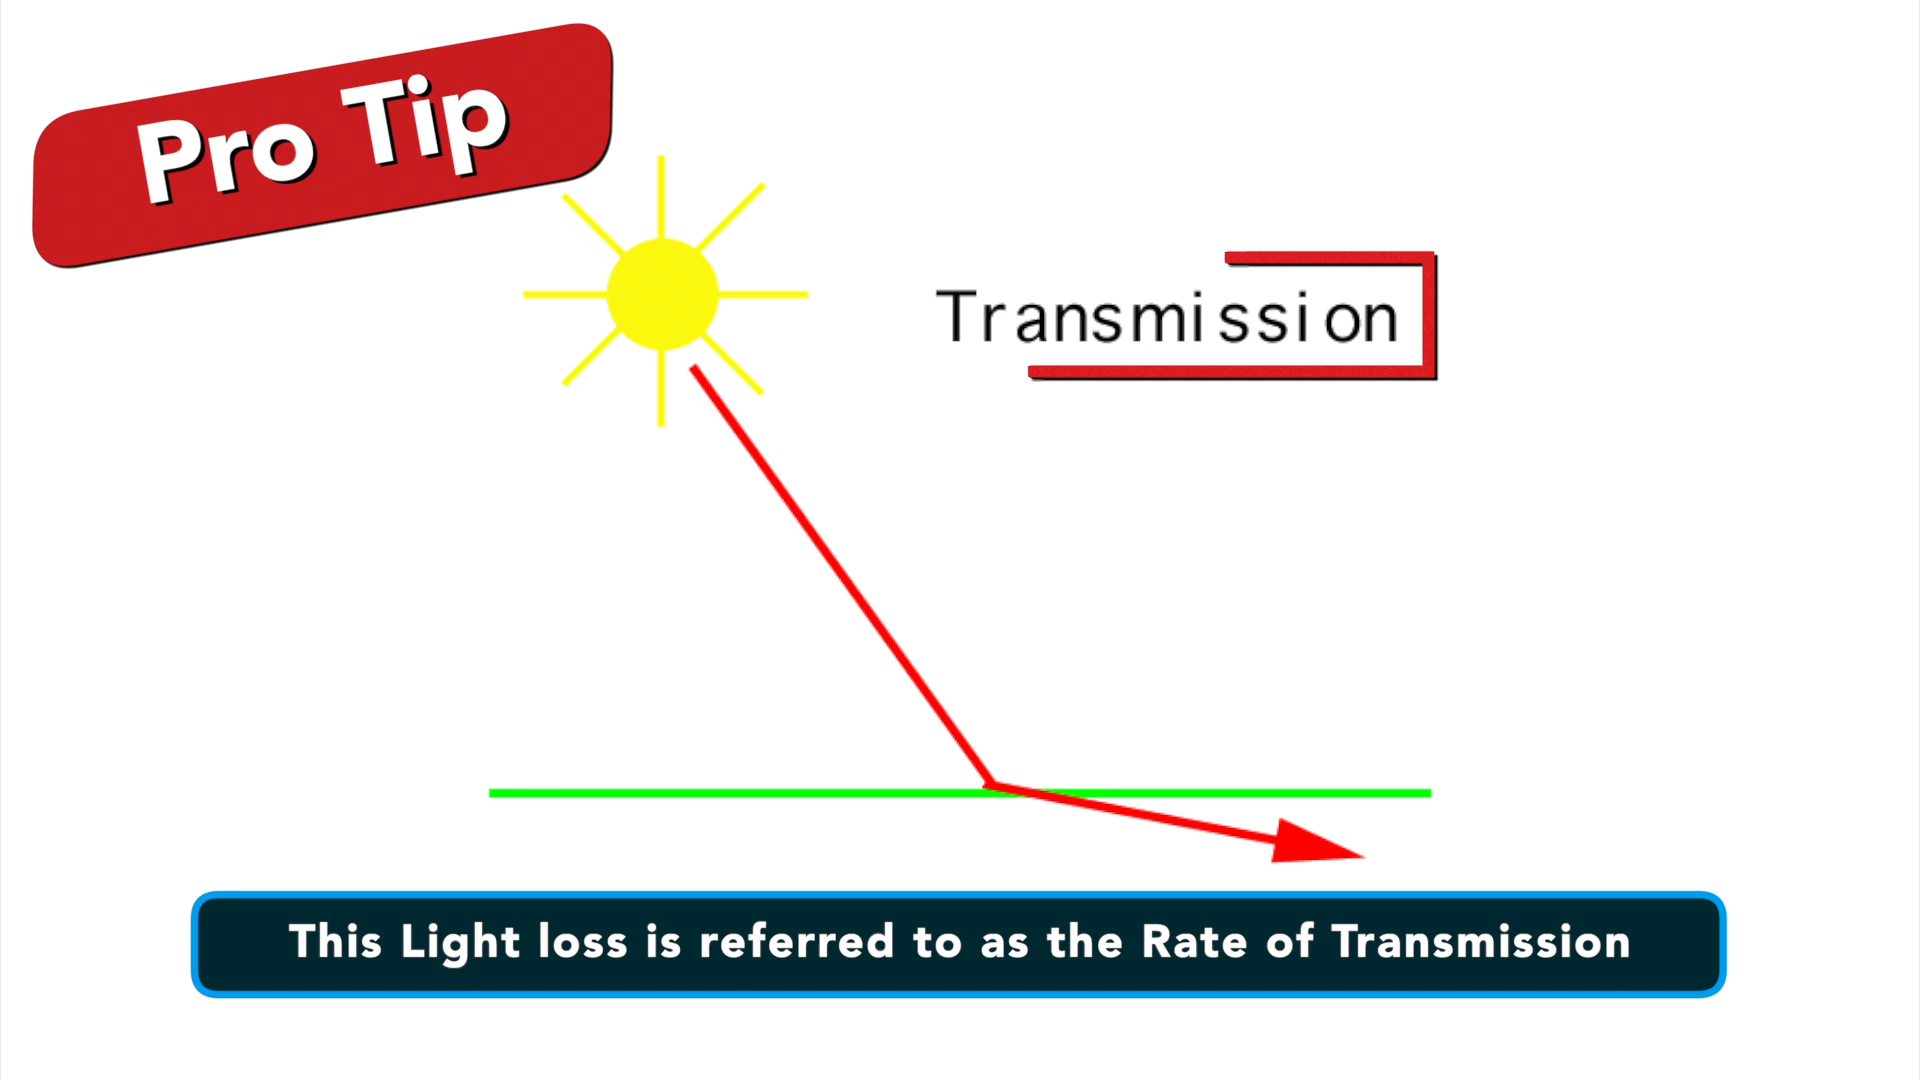 Pro Tip
Transmission
This Light loss is referred to as the Rate of Transmission